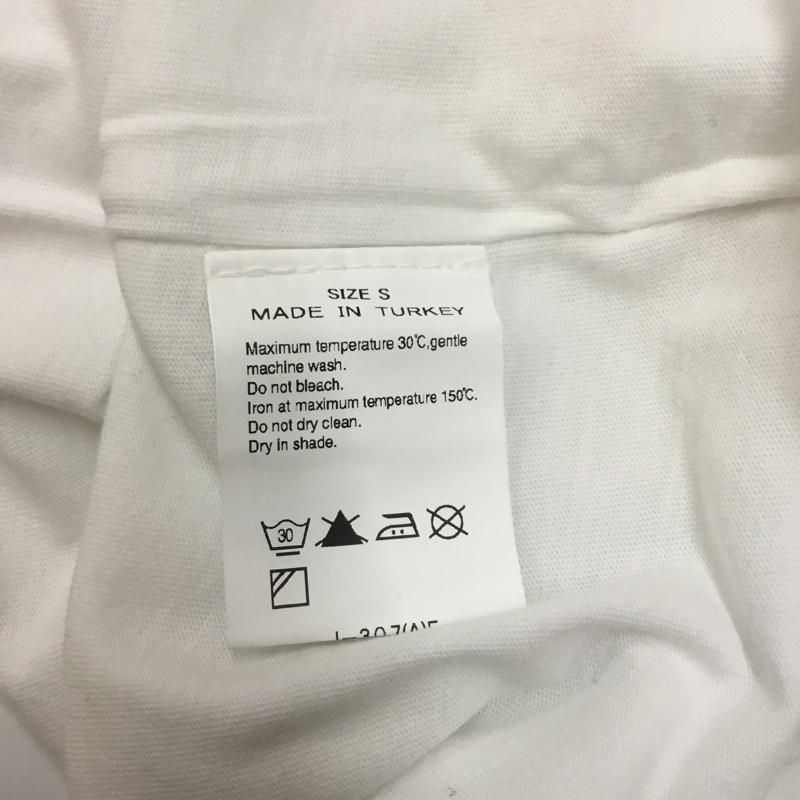 SIZE S
MADE IN TURKEY
Maximum temperature 30℃,gentle
machine wash.
Do not bleach.
Iron at maximum temperature 150℃.
Do not dry clean.
Dry in shade.
30